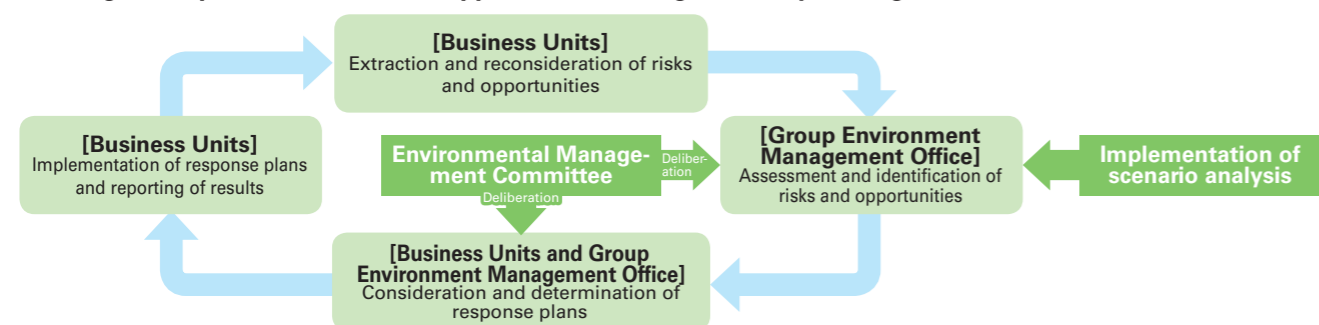 [Business Units]
Extraction and reconsideration of risks
and opportunities
[Business Units]
Implementation of response plans
and reporting of results
Environmental Manage-
ment Committee
Deliber-
ation
Deliberation
[Group Environment
Management Office]
Assessment and identification of
risks and opportunities
Implementation of
scenario analysis
[Business Units and Group
Environment Management Office]
Consideration and determination of
response plans